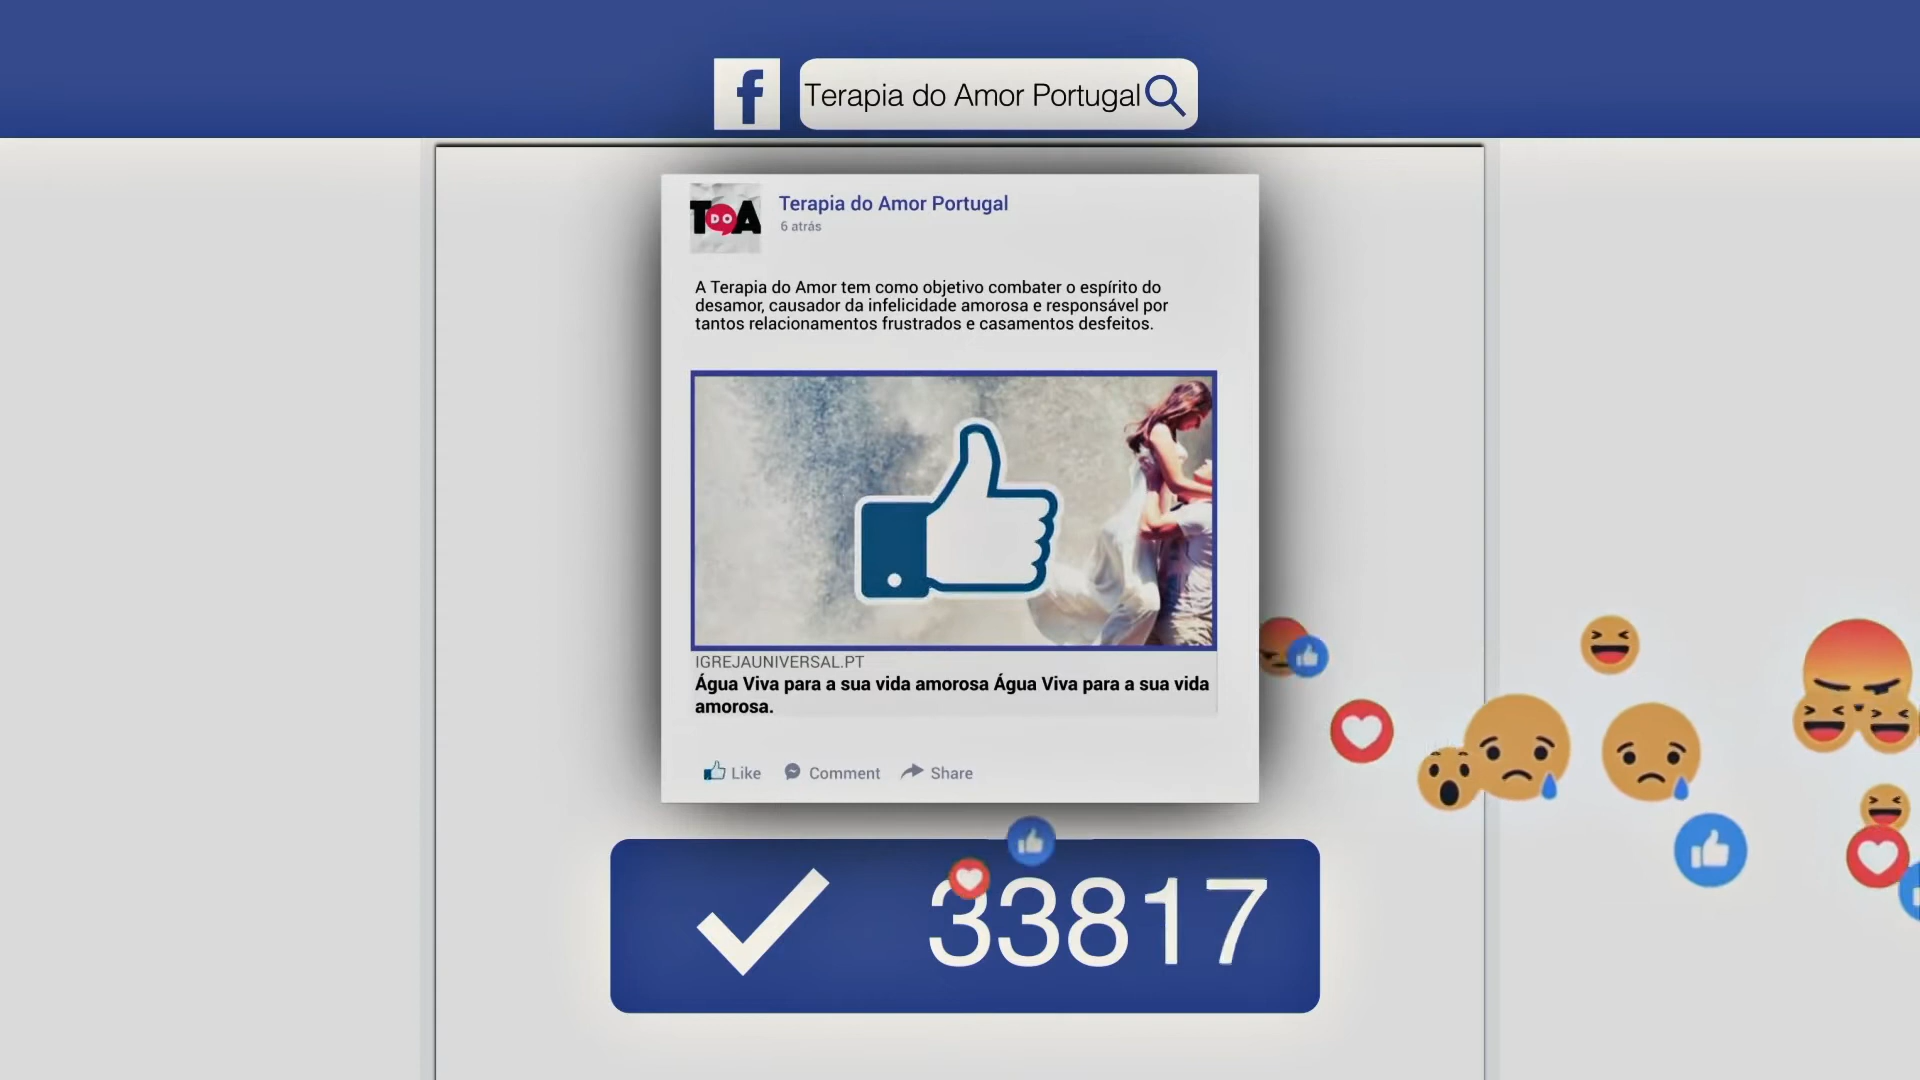 f
Terapia do Amor Portugal
T DO A
Terapia do Amor Portugal
6 atrás
A Terapia do Amor tem como objetivo combater o espírito do
desamor, causador da infelicidade amorosa e responsável por
tantos relacionamentos frustrados e casamentos desfeitos.
IGREJAUNIVERSAL.PT
Água Viva para a sua vida amorosa Água Viva para a sua vida
amorosa.
Like Comment Share
33817